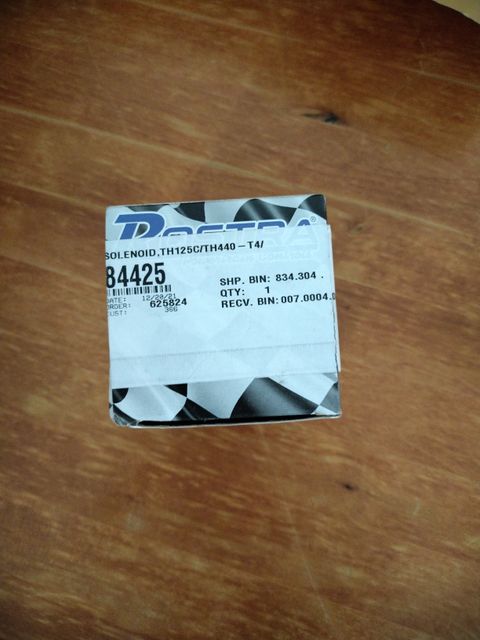 ROSTRA
SOLENOID,TH125C/TH440-T4/
84425
SHP. BIN: 834.304 .
QTY: 1
DATE: 12/20/21
ORDER: 625824
RECV. BIN: 007.0004.
CUST: 366